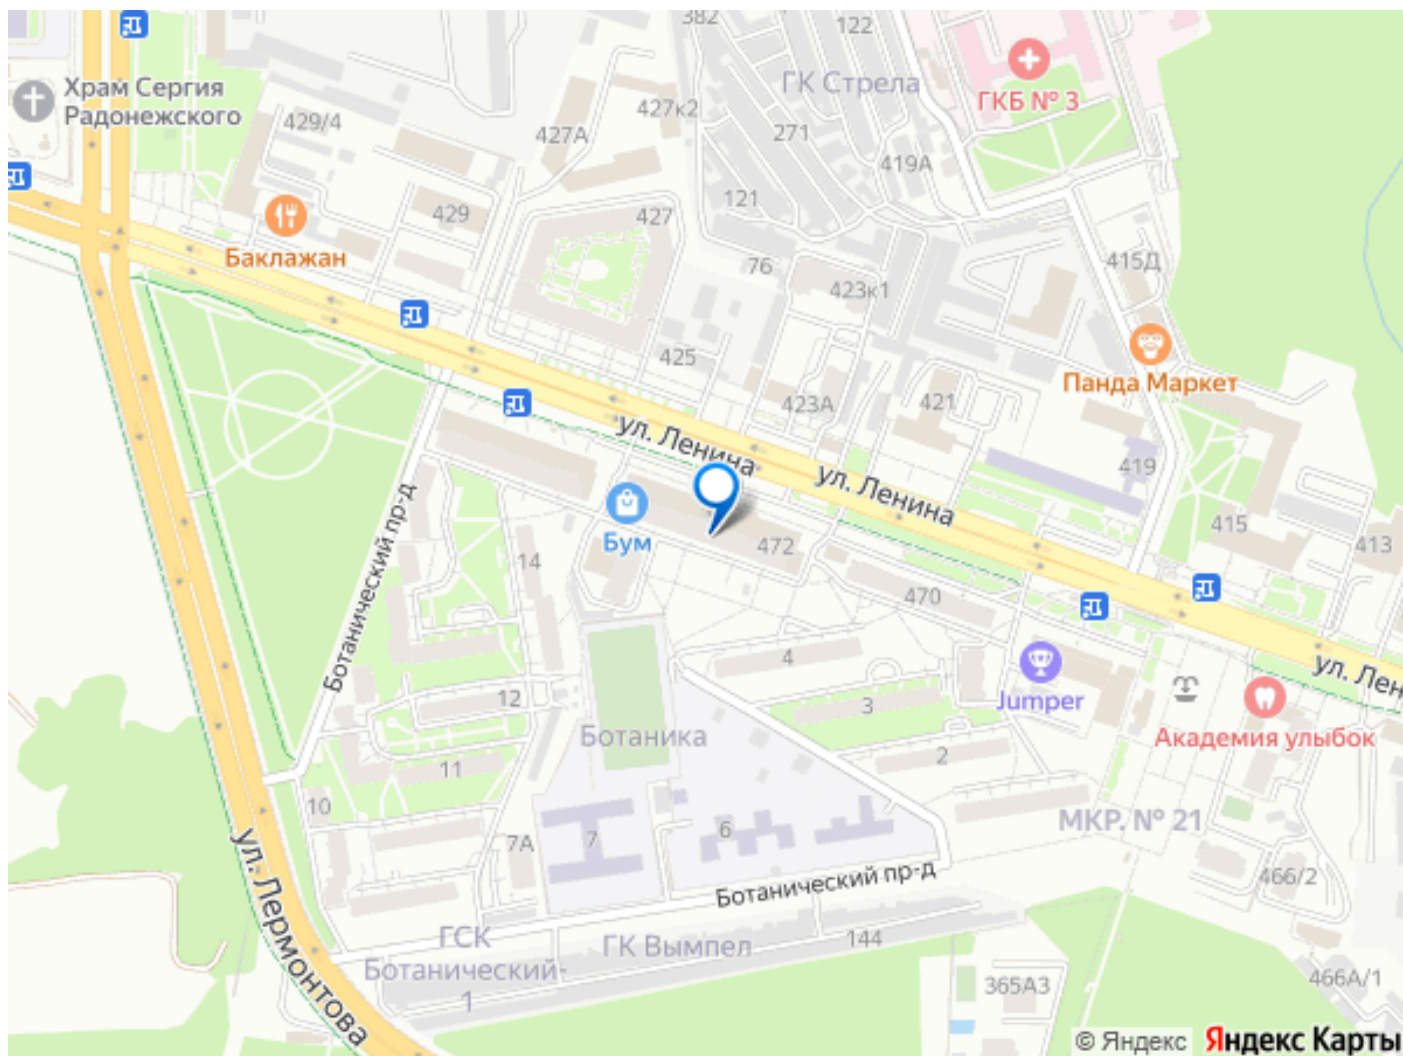 382
122
Храм Сергия
Радонежского
ГК Стрела
ГКБ № 3
427к2
429/4
427А
271
419А
121
429
427
Баклажан
76
415Д
423к1
425
Панда Маркет
423А
421
ул. Ленина
419
ул. Ленина
415
413
Ботанический пр-д
Бум
472
14
470
4
ул. Лен
12
Jumper
3
Ботаника
Академия улыбок
11
2
10
МКР. № 21
7А
7
6
ул. Лермонтова
Ботанический пр-д
466/2
ГСК
Ботанический-
1
ГК Вымпел
144
365А3
466А/1
© Яндекс Яндекс Карты